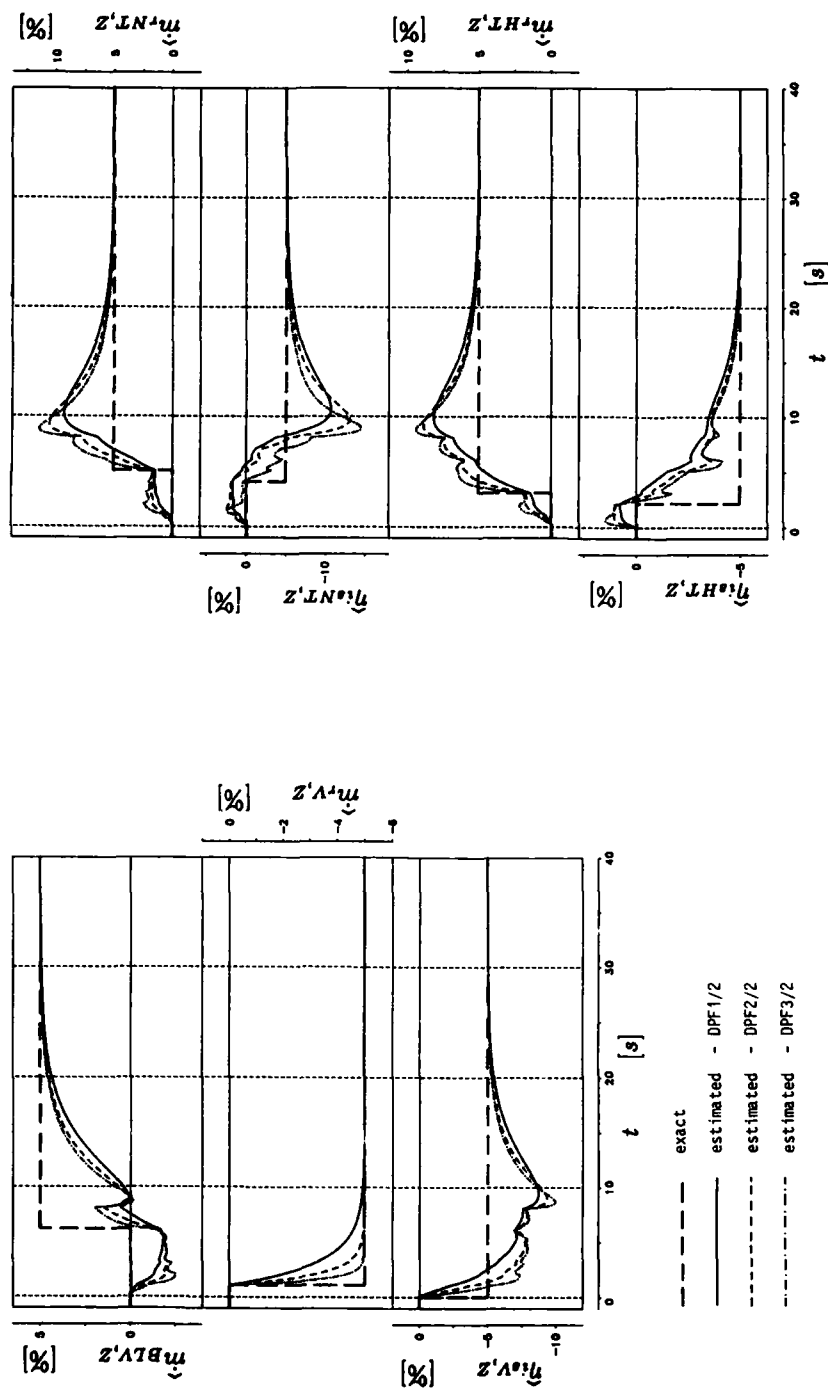 [%]
5
0
ṁ̂ BLV,Z
[%]
0
-2
-4
-6
ṁ̂ rV,Z
[%]
0
-5
-10
η̂ isV,Z
0 10 20 30 40
t [s]
exact
estimated - DPF1/2
estimated - DPF2/2
estimated - DPF3/2
[%]
10
5
0
ṁ̂ rNT,Z
[%]
0
-10
η̂ isNT,Z
[%]
10
5
0
ṁ̂ rHT,Z
[%]
0
-5
η̂ isHT,Z
0 10 20 30 40
t [s]